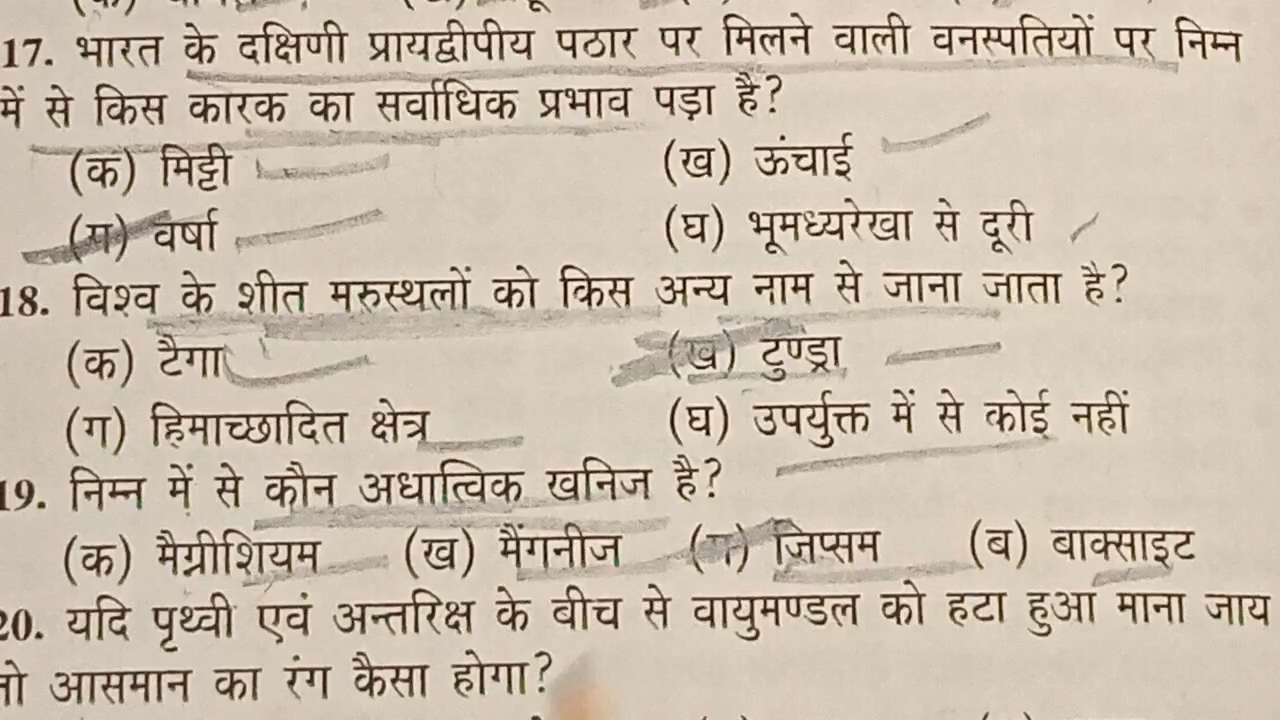 17. भारत के दक्षिणी प्रायद्वीपीय पठार पर मिलने वाली वनस्पतियों पर निम्न
में से किस कारक का सर्वाधिक प्रभाव पड़ा है?
(क) मिट्टी (ख) ऊंचाई
(ग) वर्षा (घ) भूमध्यरेखा से दूरी
18. विश्व के शीत मरुस्थलों को किस अन्य नाम से जाना जाता है?
(क) टैगा (ख) टुण्ड्रा
(ग) हिमाच्छादित क्षेत्र (घ) उपर्युक्त में से कोई नहीं
19. निम्न में से कौन अधात्विक खनिज है?
(क) मैग्नीशियम (ख) मैंगनीज (ग) जिप्सम (ब) बाक्साइट
20. यदि पृथ्वी एवं अन्तरिक्ष के बीच से वायुमण्डल को हटा हुआ माना जाय
तो आसमान का रंग कैसा होगा?